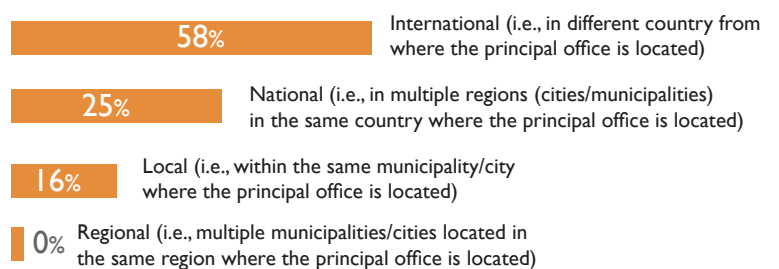 58%
International (i.e., in different country from
where the principal office is located)
25%
National (i.e., in multiple regions (cities/municipalities)
in the same country where the principal office is located)
16%
Local (i.e., within the same municipality/city
where the principal office is located)
0%
Regional (i.e., multiple municipalities/cities located in
the same region where the principal office is located)